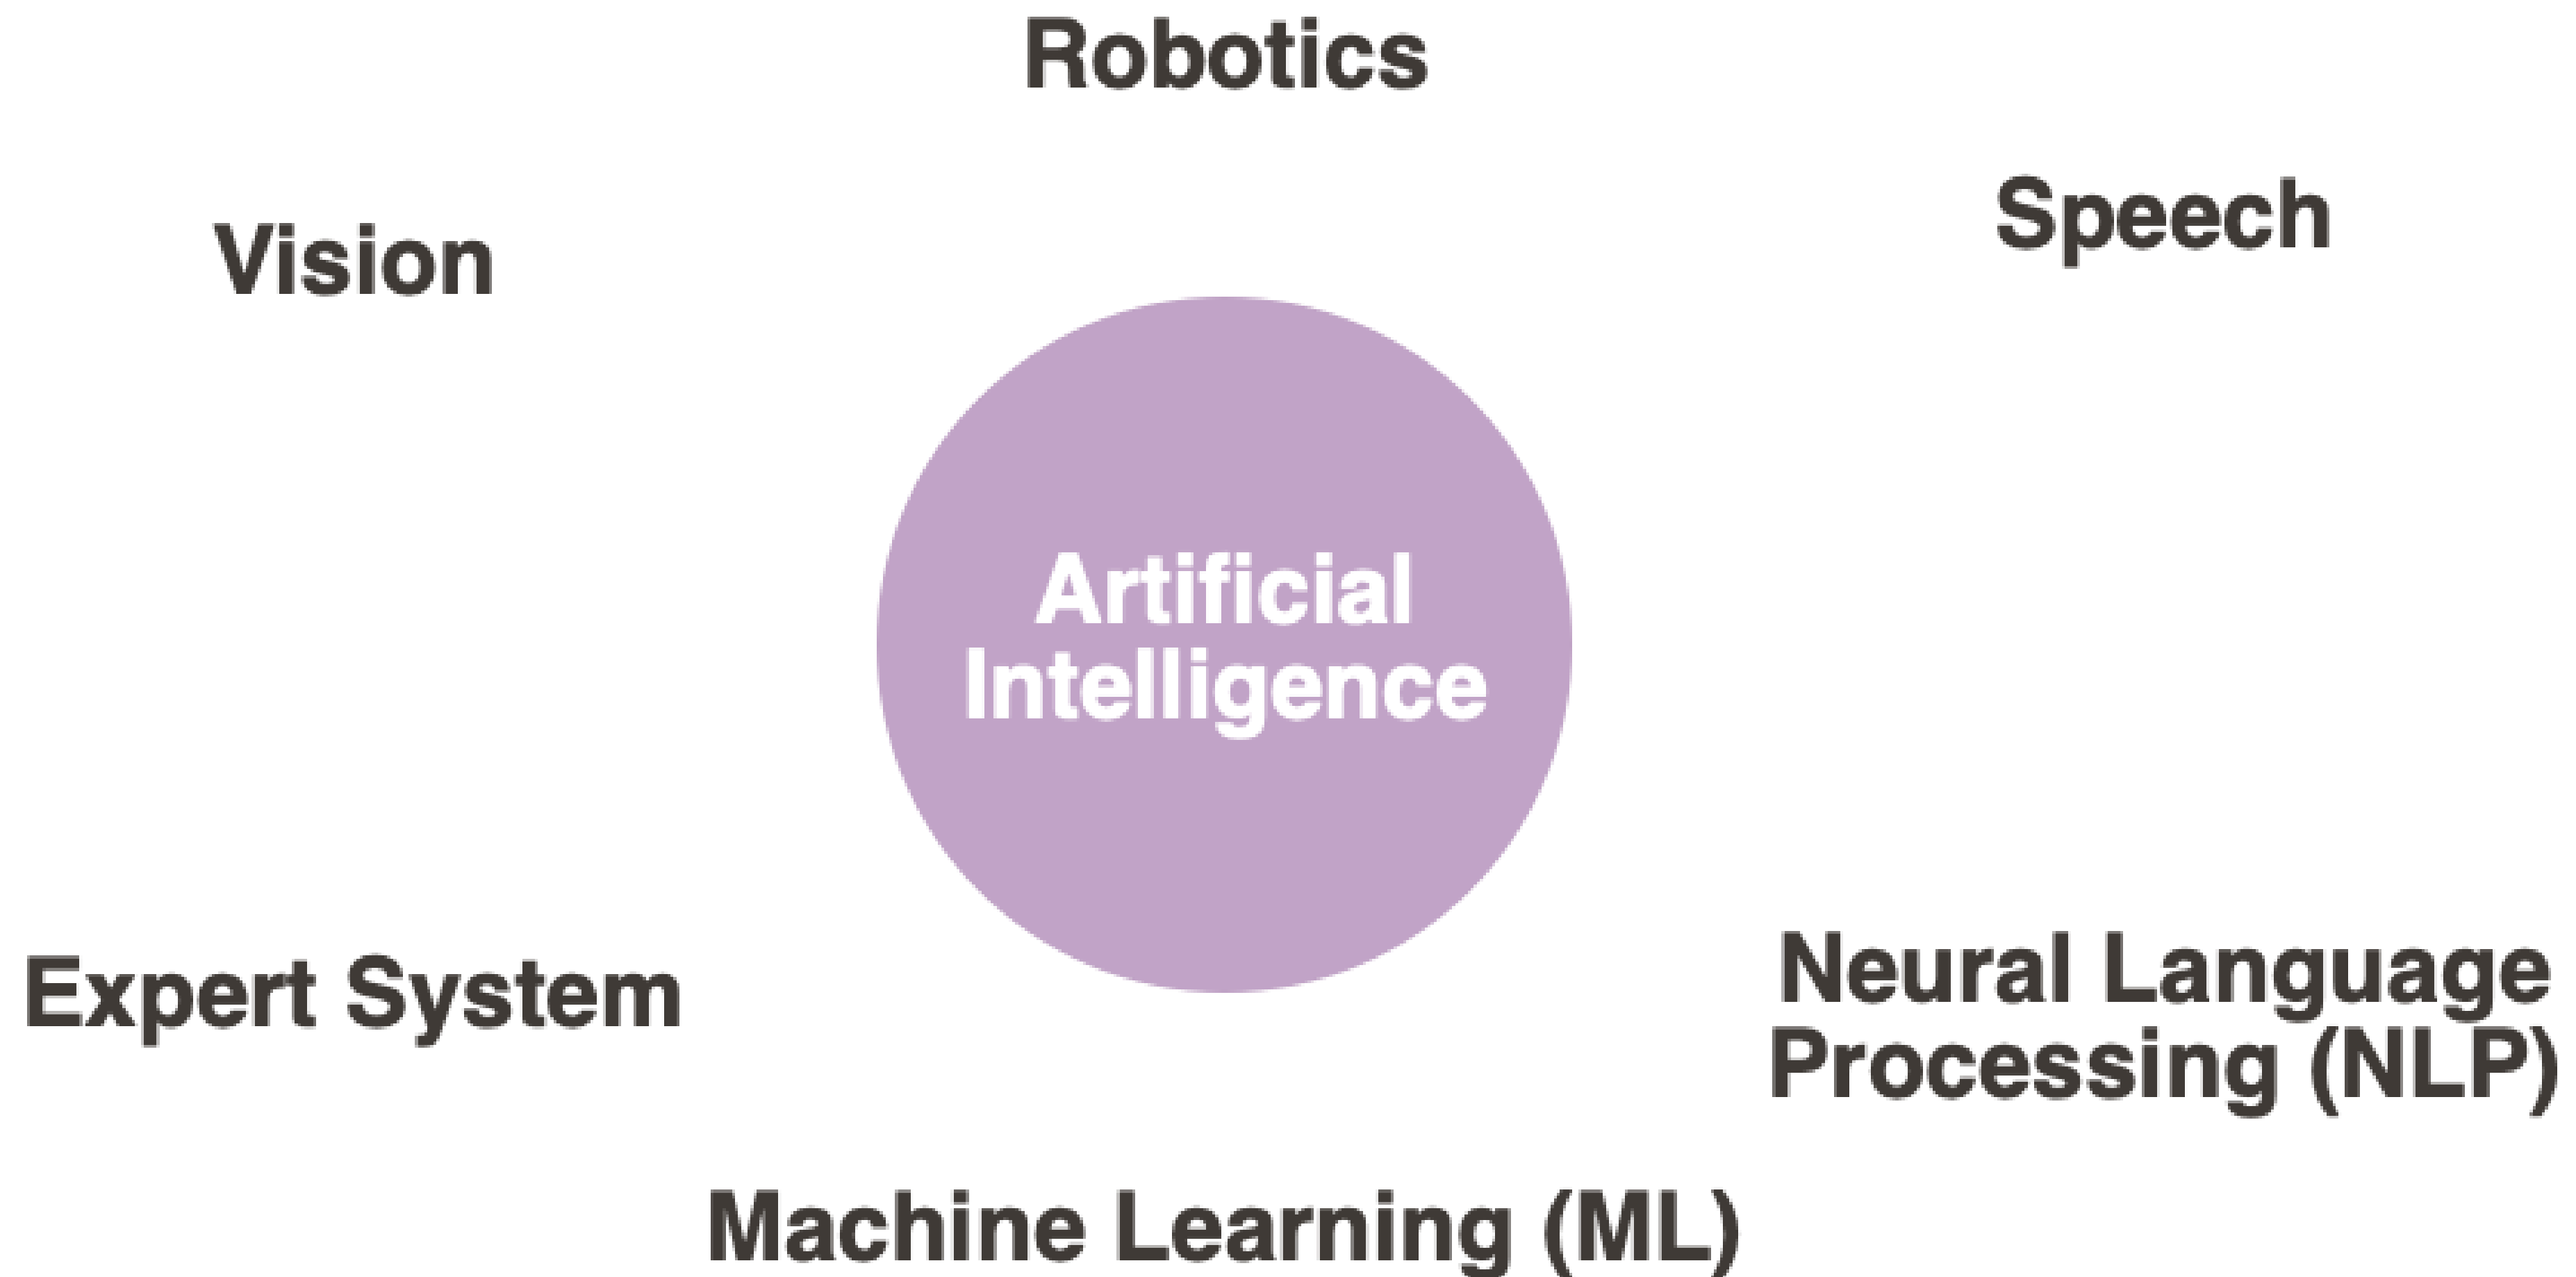 Robotics
Vision
Speech
Artificial
Intelligence
Expert System
Neural Language
Processing (NLP)
Machine Learning (ML)